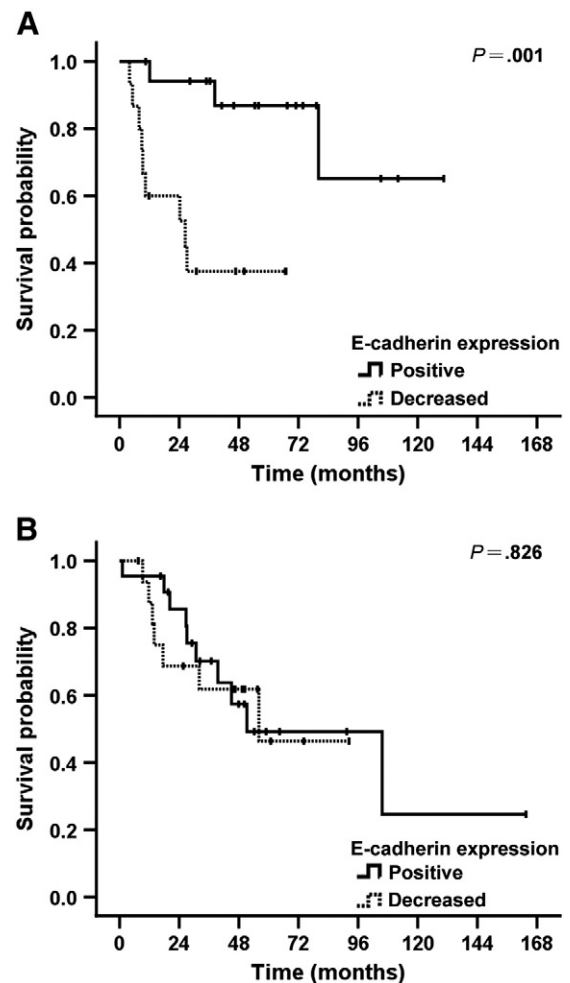 A
P=.001
1.0
0.8
0.6
0.4
0.2
0.0
Survival probability
E-cadherin expression
Positive
Decreased
0 24 48 72 96 120 144 168
Time (months)
B
P=.826
1.0
0.8
0.6
0.4
0.2
0.0
Survival probability
E-cadherin expression
Positive
Decreased
0 24 48 72 96 120 144 168
Time (months)